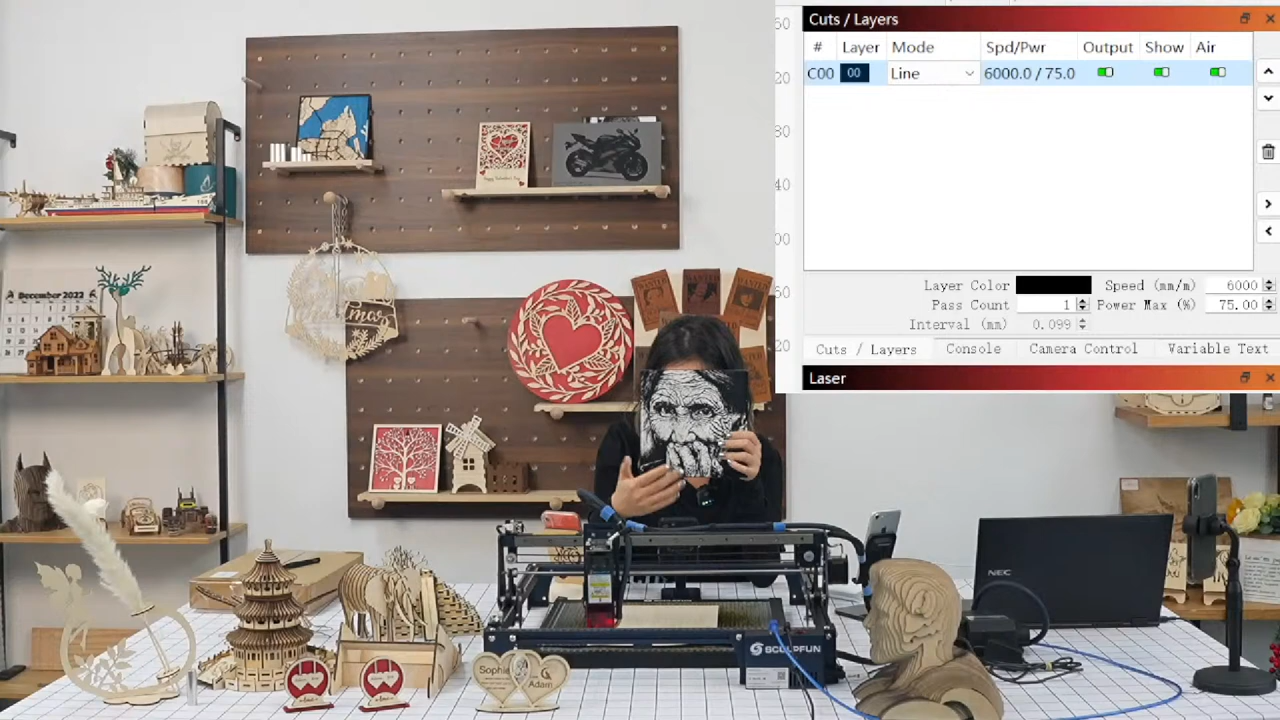 Cuts / Layers
# Layer Mode Spd/Pwr Output Show Air
C00 00 Line 6000.0 / 75.0
Layer Color Speed (mm/m) 6000
Pass Count 1 Power Max (%) 75.00
Interval (mm) 0.099
Cuts / Layers Console Camera Control Variable Text
Laser
December 2022
NEC
SCULPFUN
Sophie
&
Adam